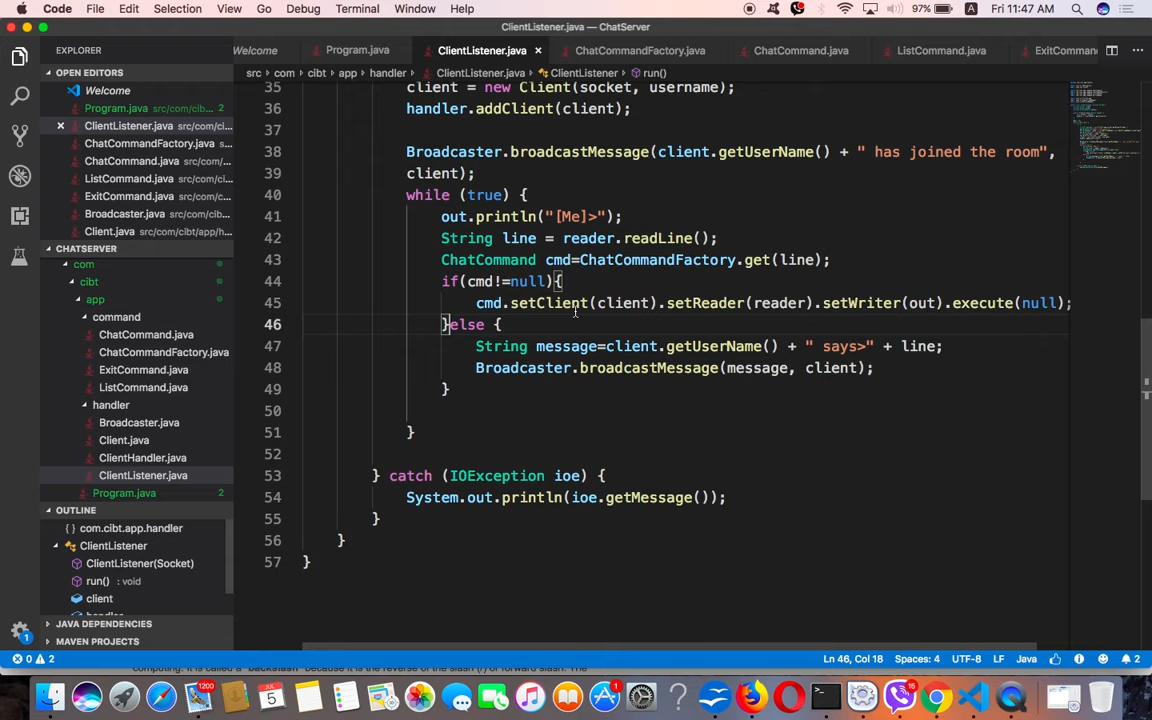 Code File Edit Selection View Go Debug Terminal Window Help 97% A Fri 11:47 AM
ClientListener.java — ChatServer
EXPLORER
Welcome Program.java ClientListener.java × ChatCommandFactory.java ChatCommand.java ListCommand.java ExitComman
OPEN EDITORS
src › com › cibt › app › handler › ClientListener.java › ClientListener › run()
Welcome
Program.java src/com/cibt... 2
ClientListener.java src/com/ci...
ChatCommandFactory.java s...
ChatCommand.java src/com/...
ListCommand.java src/com/ci...
ExitCommand.java src/com/ci...
Broadcaster.java src/com/cib...
Client.java src/com/cibt/app/h...
CHATSERVER
com
cibt
app
command
ChatCommand.java
ChatCommandFactory.java
ExitCommand.java
ListCommand.java
handler
Broadcaster.java
Client.java
ClientHandler.java
ClientListener.java
Program.java 2
OUTLINE
com.cibt.app.handler
ClientListener
ClientListener(Socket)
run() : void
client
JAVA DEPENDENCIES
MAVEN PROJECTS
35 client = new Client(socket, username);
36 handler.addClient(client);
37
38 Broadcaster.broadcastMessage(client.getUserName() + " has joined the room",
39 client);
40 while (true) {
41 out.println("[Me]>");
42 String line = reader.readLine();
43 ChatCommand cmd=ChatCommandFactory.get(line);
44 if(cmd!=null){
45 cmd.setClient(client).setReader(reader).setWriter(out).execute(null);
46 }else {
47 String message=client.getUserName() + " says>" + line;
48 Broadcaster.broadcastMessage(message, client);
49 }
50
51 }
52
53 } catch (IOException ioe) {
54 System.out.println(ioe.getMessage());
55 }
56 }
57 }
0 2 Ln 46, Col 18 Spaces: 4 UTF-8 LF Java 2
1200 5 15